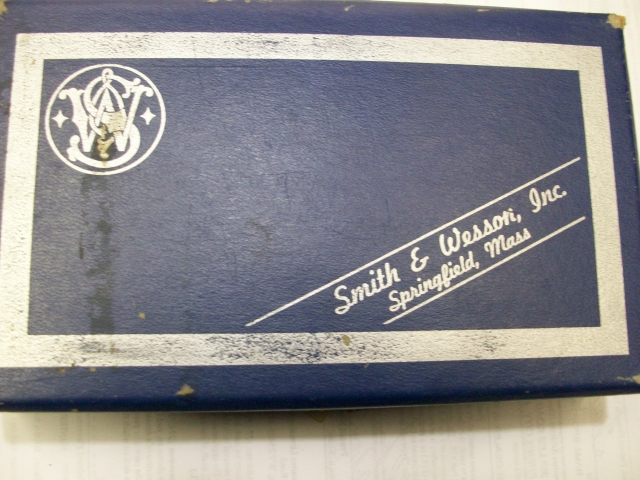 S&W
Smith & Wesson, Inc.
Springfield, Mass